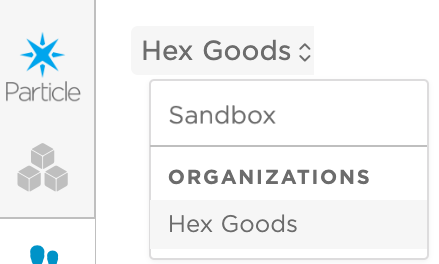 Hex Goods
Particle
Sandbox
ORGANIZATIONS
Hex Goods